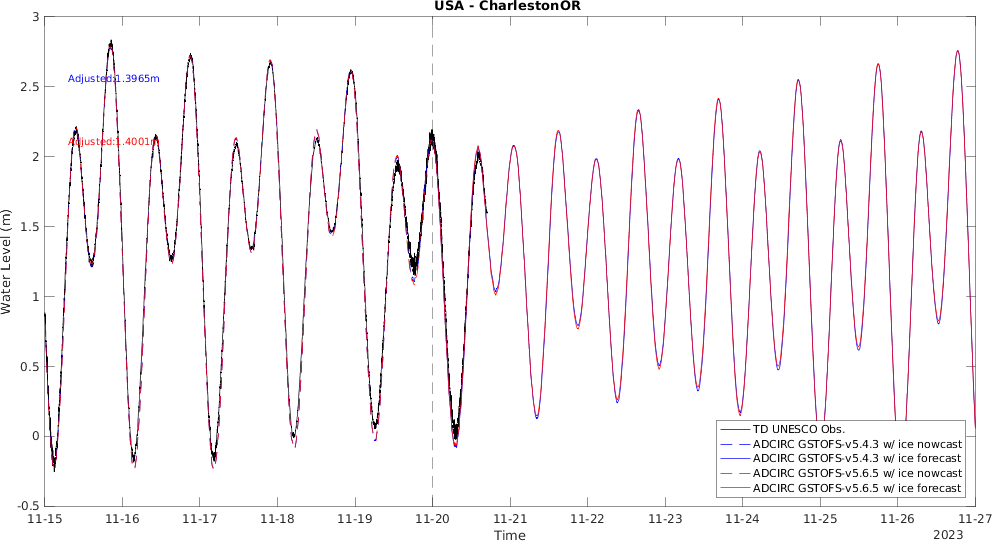 USA - CharlestonOR
3
2.5
2
1.5
1
0.5
0
-0.5
Water Level (m)
Adjusted:1.3965m
Adjusted:1.4001m
TD UNESCO Obs.
ADCIRC GSTOFS-v5.4.3 w/ ice nowcast
ADCIRC GSTOFS-v5.4.3 w/ ice forecast
ADCIRC GSTOFS-v5.6.5 w/ ice nowcast
ADCIRC GSTOFS-v5.6.5 w/ ice forecast
11-15 11-16 11-17 11-18 11-19 11-20 11-21 11-22 11-23 11-24 11-25 11-26 11-27
Time
2023